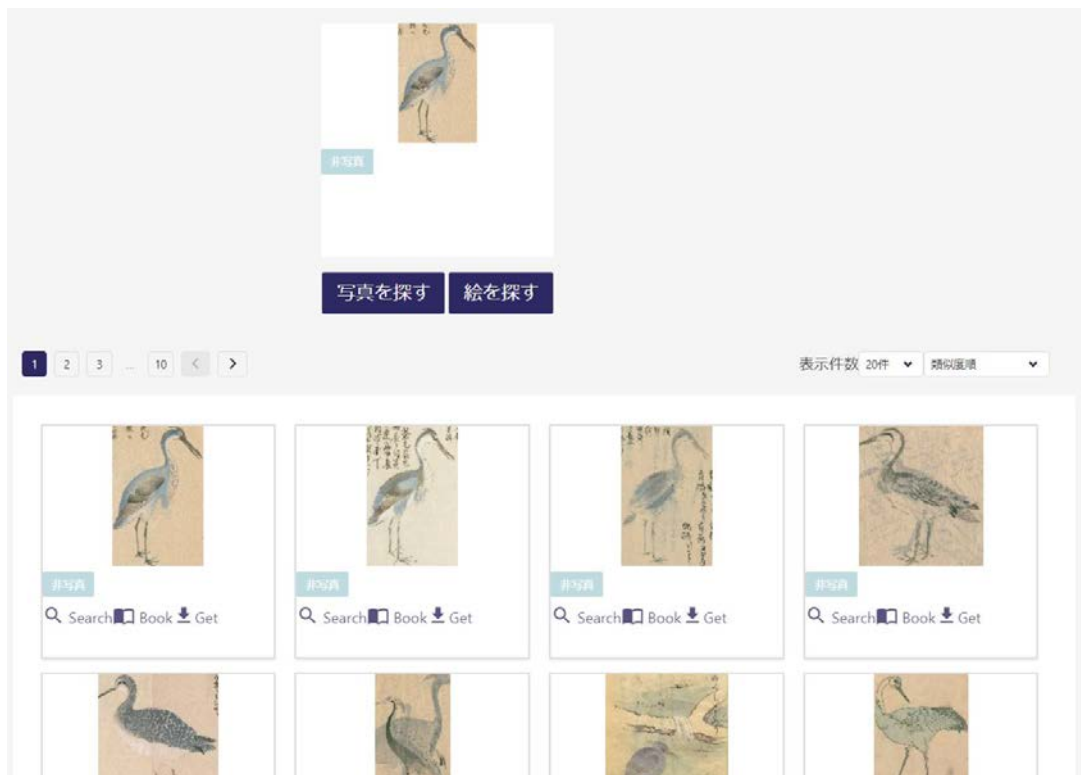 非写真
写真を探す 絵を探す
1 2 3 ... 10 < >
表示件数 20件 類似度順
非写真 非写真 非写真 非写真
Search Book Get Search Book Get Search Book Get Search Book Get